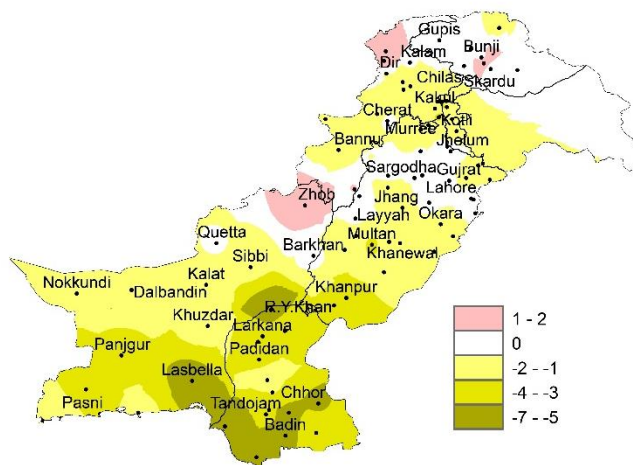 Gupis
Kalam
Bunji
Dir
Chilas
Skardu
Kakul
Cherat
Kotli
Murree
Bannu
Jhelum
Sargodha
Gujrat
Zhob
Jhang
Lahore
Layyah
Okara
Quetta
Multan
Barkhan
Khanewal
Sibbi
Kalat
Nokkundi
Dalbandin
Khanpur
R.Y.Khan
Khuzdar
Larkana
Panjgur
Padidan
Lasbella
Pasni
Chhor
Tandojam
Badin
1 - 2
0
-2 - -1
-4 - -3
-7 - -5